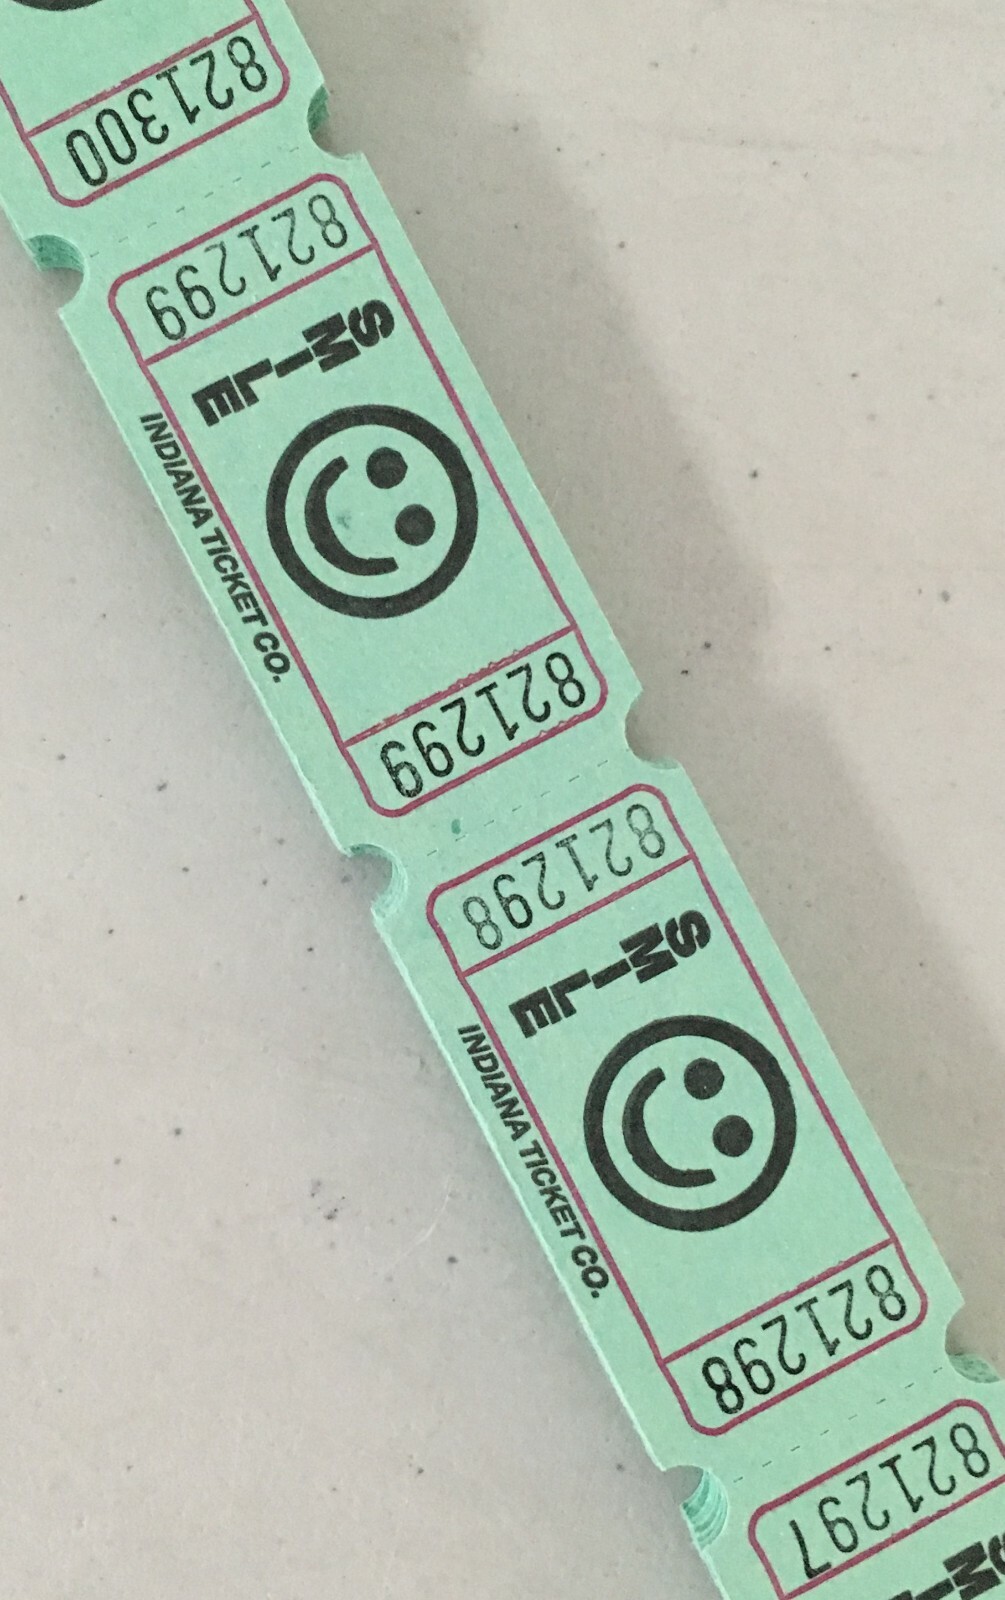 821300
821299
SMILE
INDIANA TICKET CO.
821299
821298
SMILE
INDIANA TICKET CO.
821298
821297